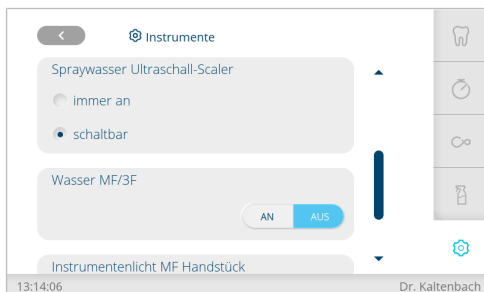 Instrumente
Spraywasser Ultraschall-Scaler
immer an
schaltbar
Wasser MF/3F
AN AUS
Instrumentenlicht MF Handstück
13:14:06 Dr. Kaltenbach